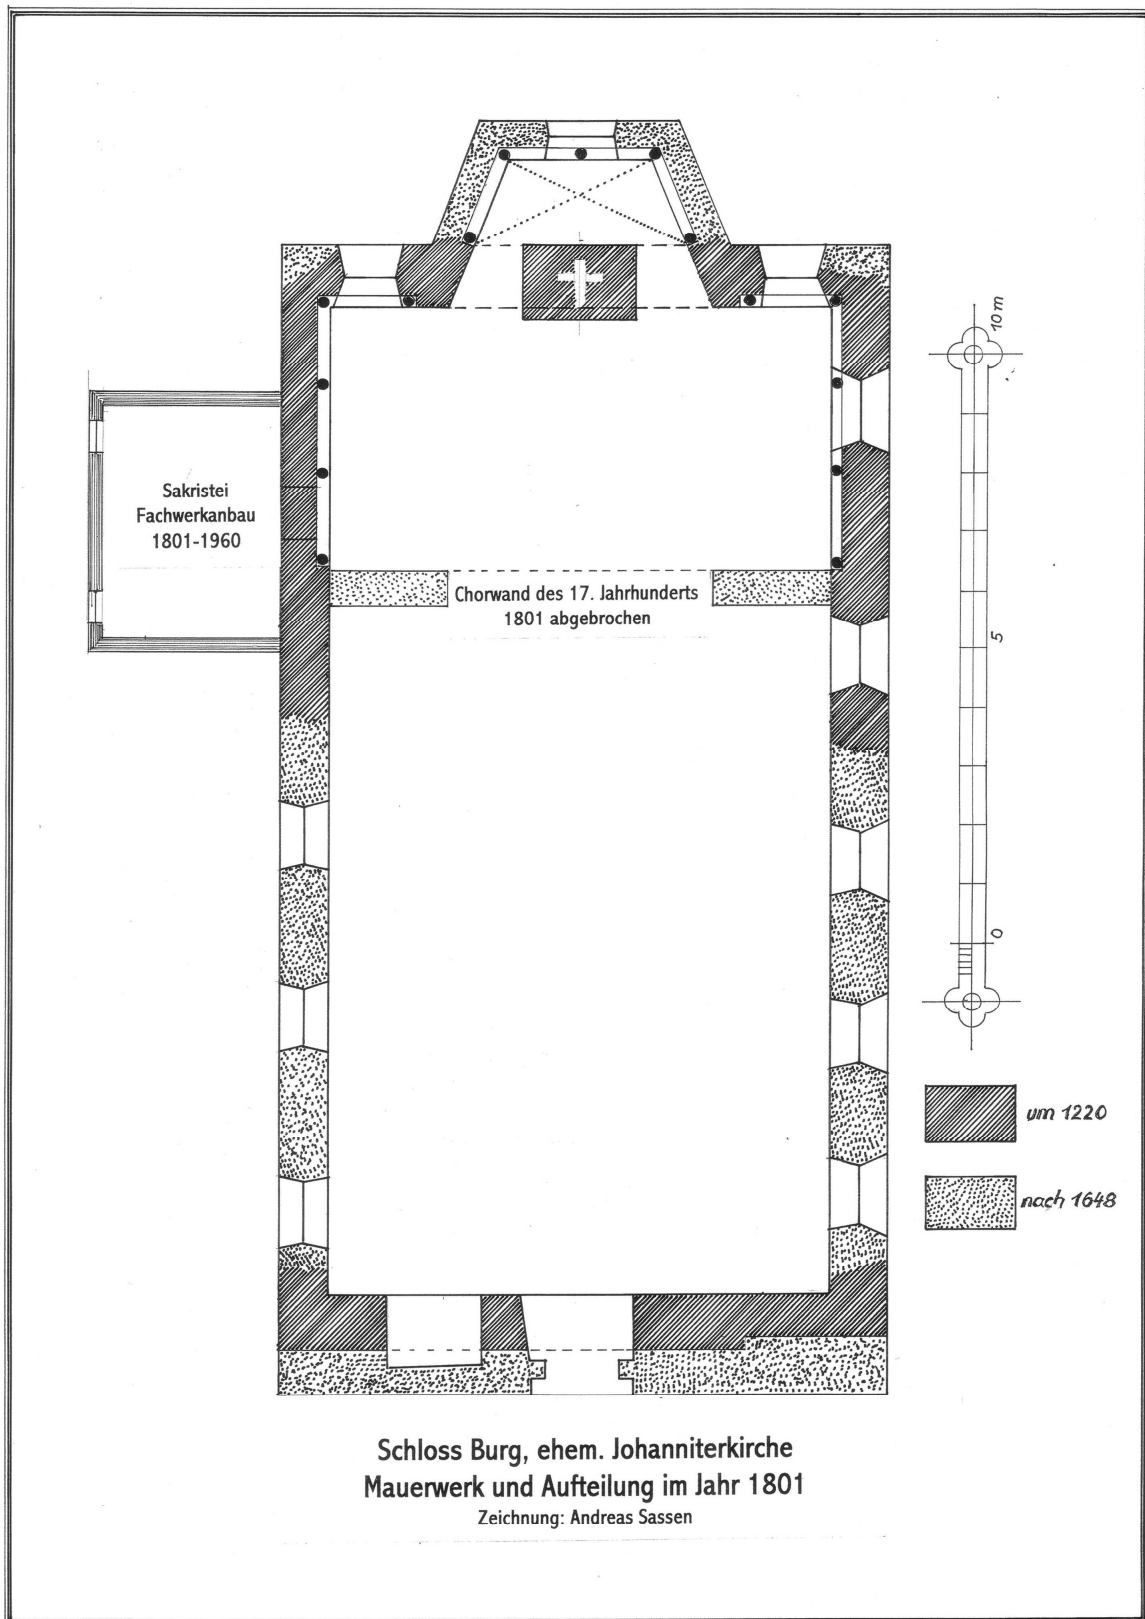 10 m
Sakristei
Fachwerkanbau
1801-1960
Chorwand des 17. Jahrhunderts
1801 abgebrochen
5
0
um 1220
nach 1648
Schloss Burg, ehem. Johanniterkirche
Mauerwerk und Aufteilung im Jahr 1801
Zeichnung: Andreas Sassen